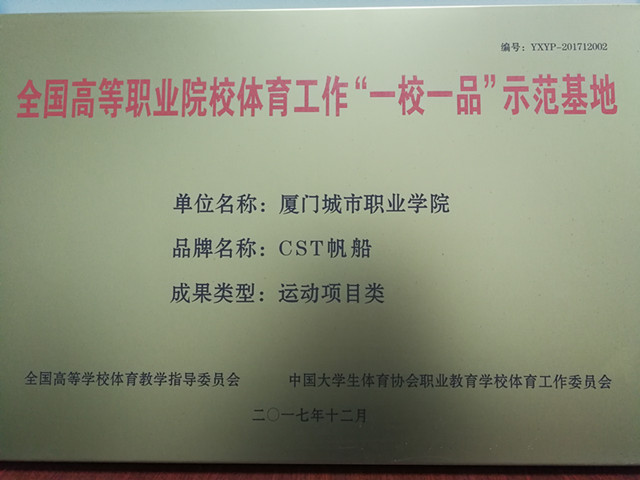 编号：YXYP-201712002
全国高等职业院校体育工作“一校一品”示范基地
单位名称：厦门城市职业学院
品牌名称：CST帆船
成果类型：运动项目类
全国高等学校体育教学指导委员会 中国大学生体育协会职业教育学校体育工作委员会
二〇一七年十二月